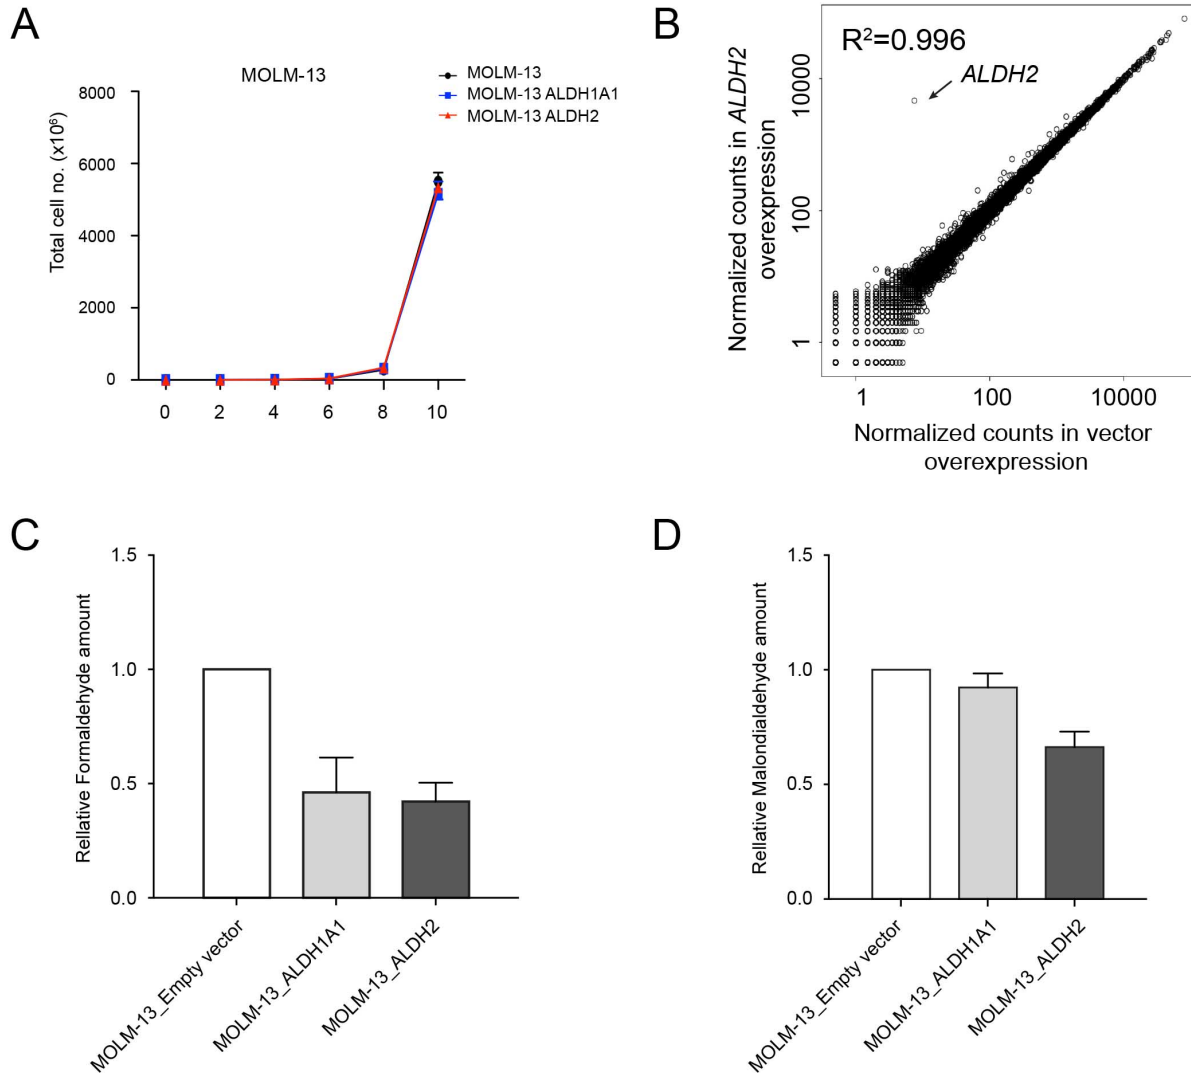 A
MOLM-13
MOLM-13
MOLM-13 ALDH1A1
MOLM-13 ALDH2
Total cell no. (x10⁶)
8000
6000
4000
2000
0
0 2 4 6 8 10
B
R²=0.996
ALDH2
Normalized counts in ALDH2
overexpression
10000
100
1
1 100 10000
Normalized counts in vector
overexpression
C
Rellative Formaldehyde amount
1.5
1.0
0.5
0.0
MOLM-13_Empty vector
MOLM-13_ALDH1A1
MOLM-13_ALDH2
D
Rellative Malondialdehyde amount
1.5
1.0
0.5
0.0
MOLM-13_Empty vector
MOLM-13_ALDH1A1
MOLM-13_ALDH2